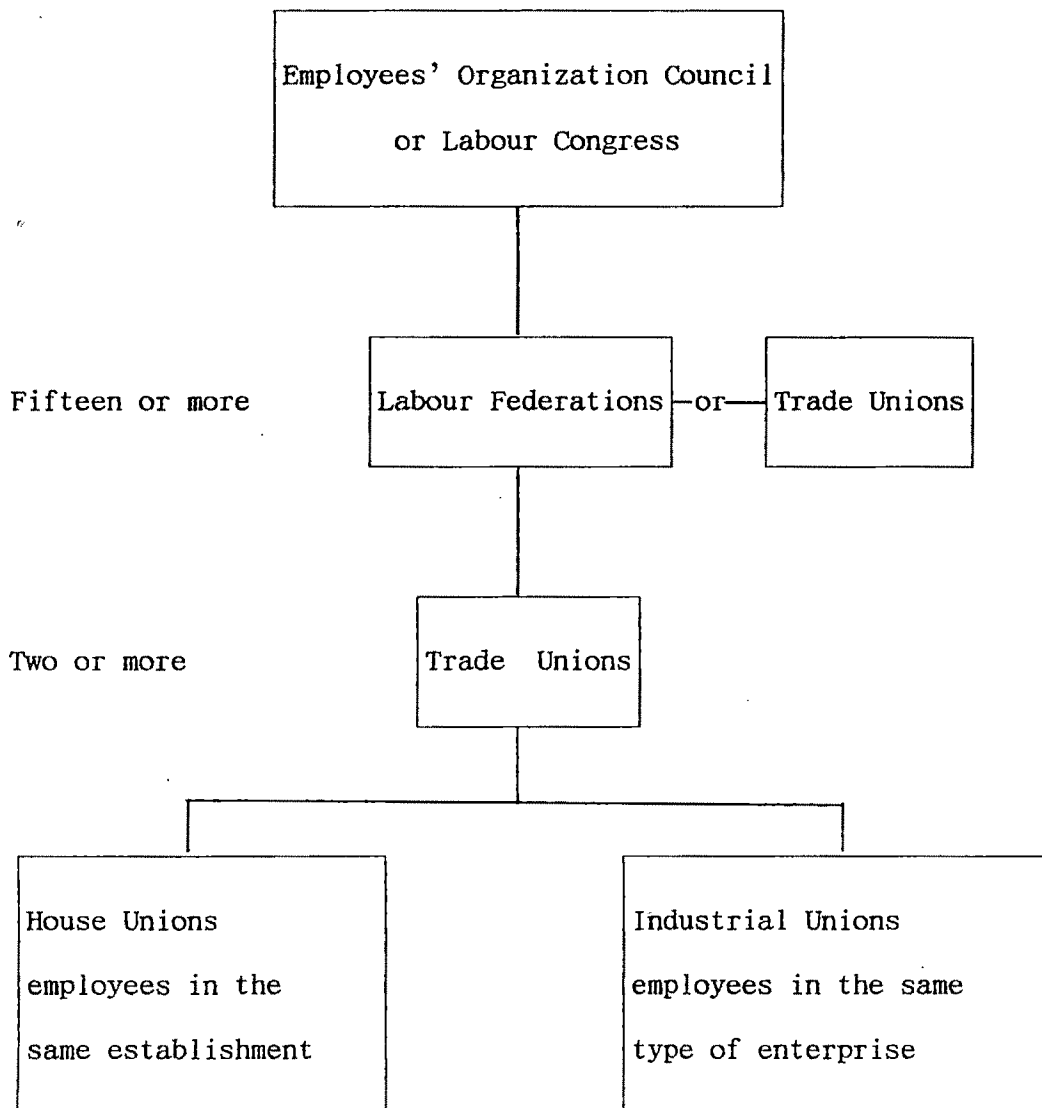 Employees' Organization Council
or Labour Congress
Fifteen or more
Labour Federations
or
Trade Unions
Two or more
Trade Unions
House Unions
employees in the
same establishment
Industrial Unions
employees in the same
type of enterprise